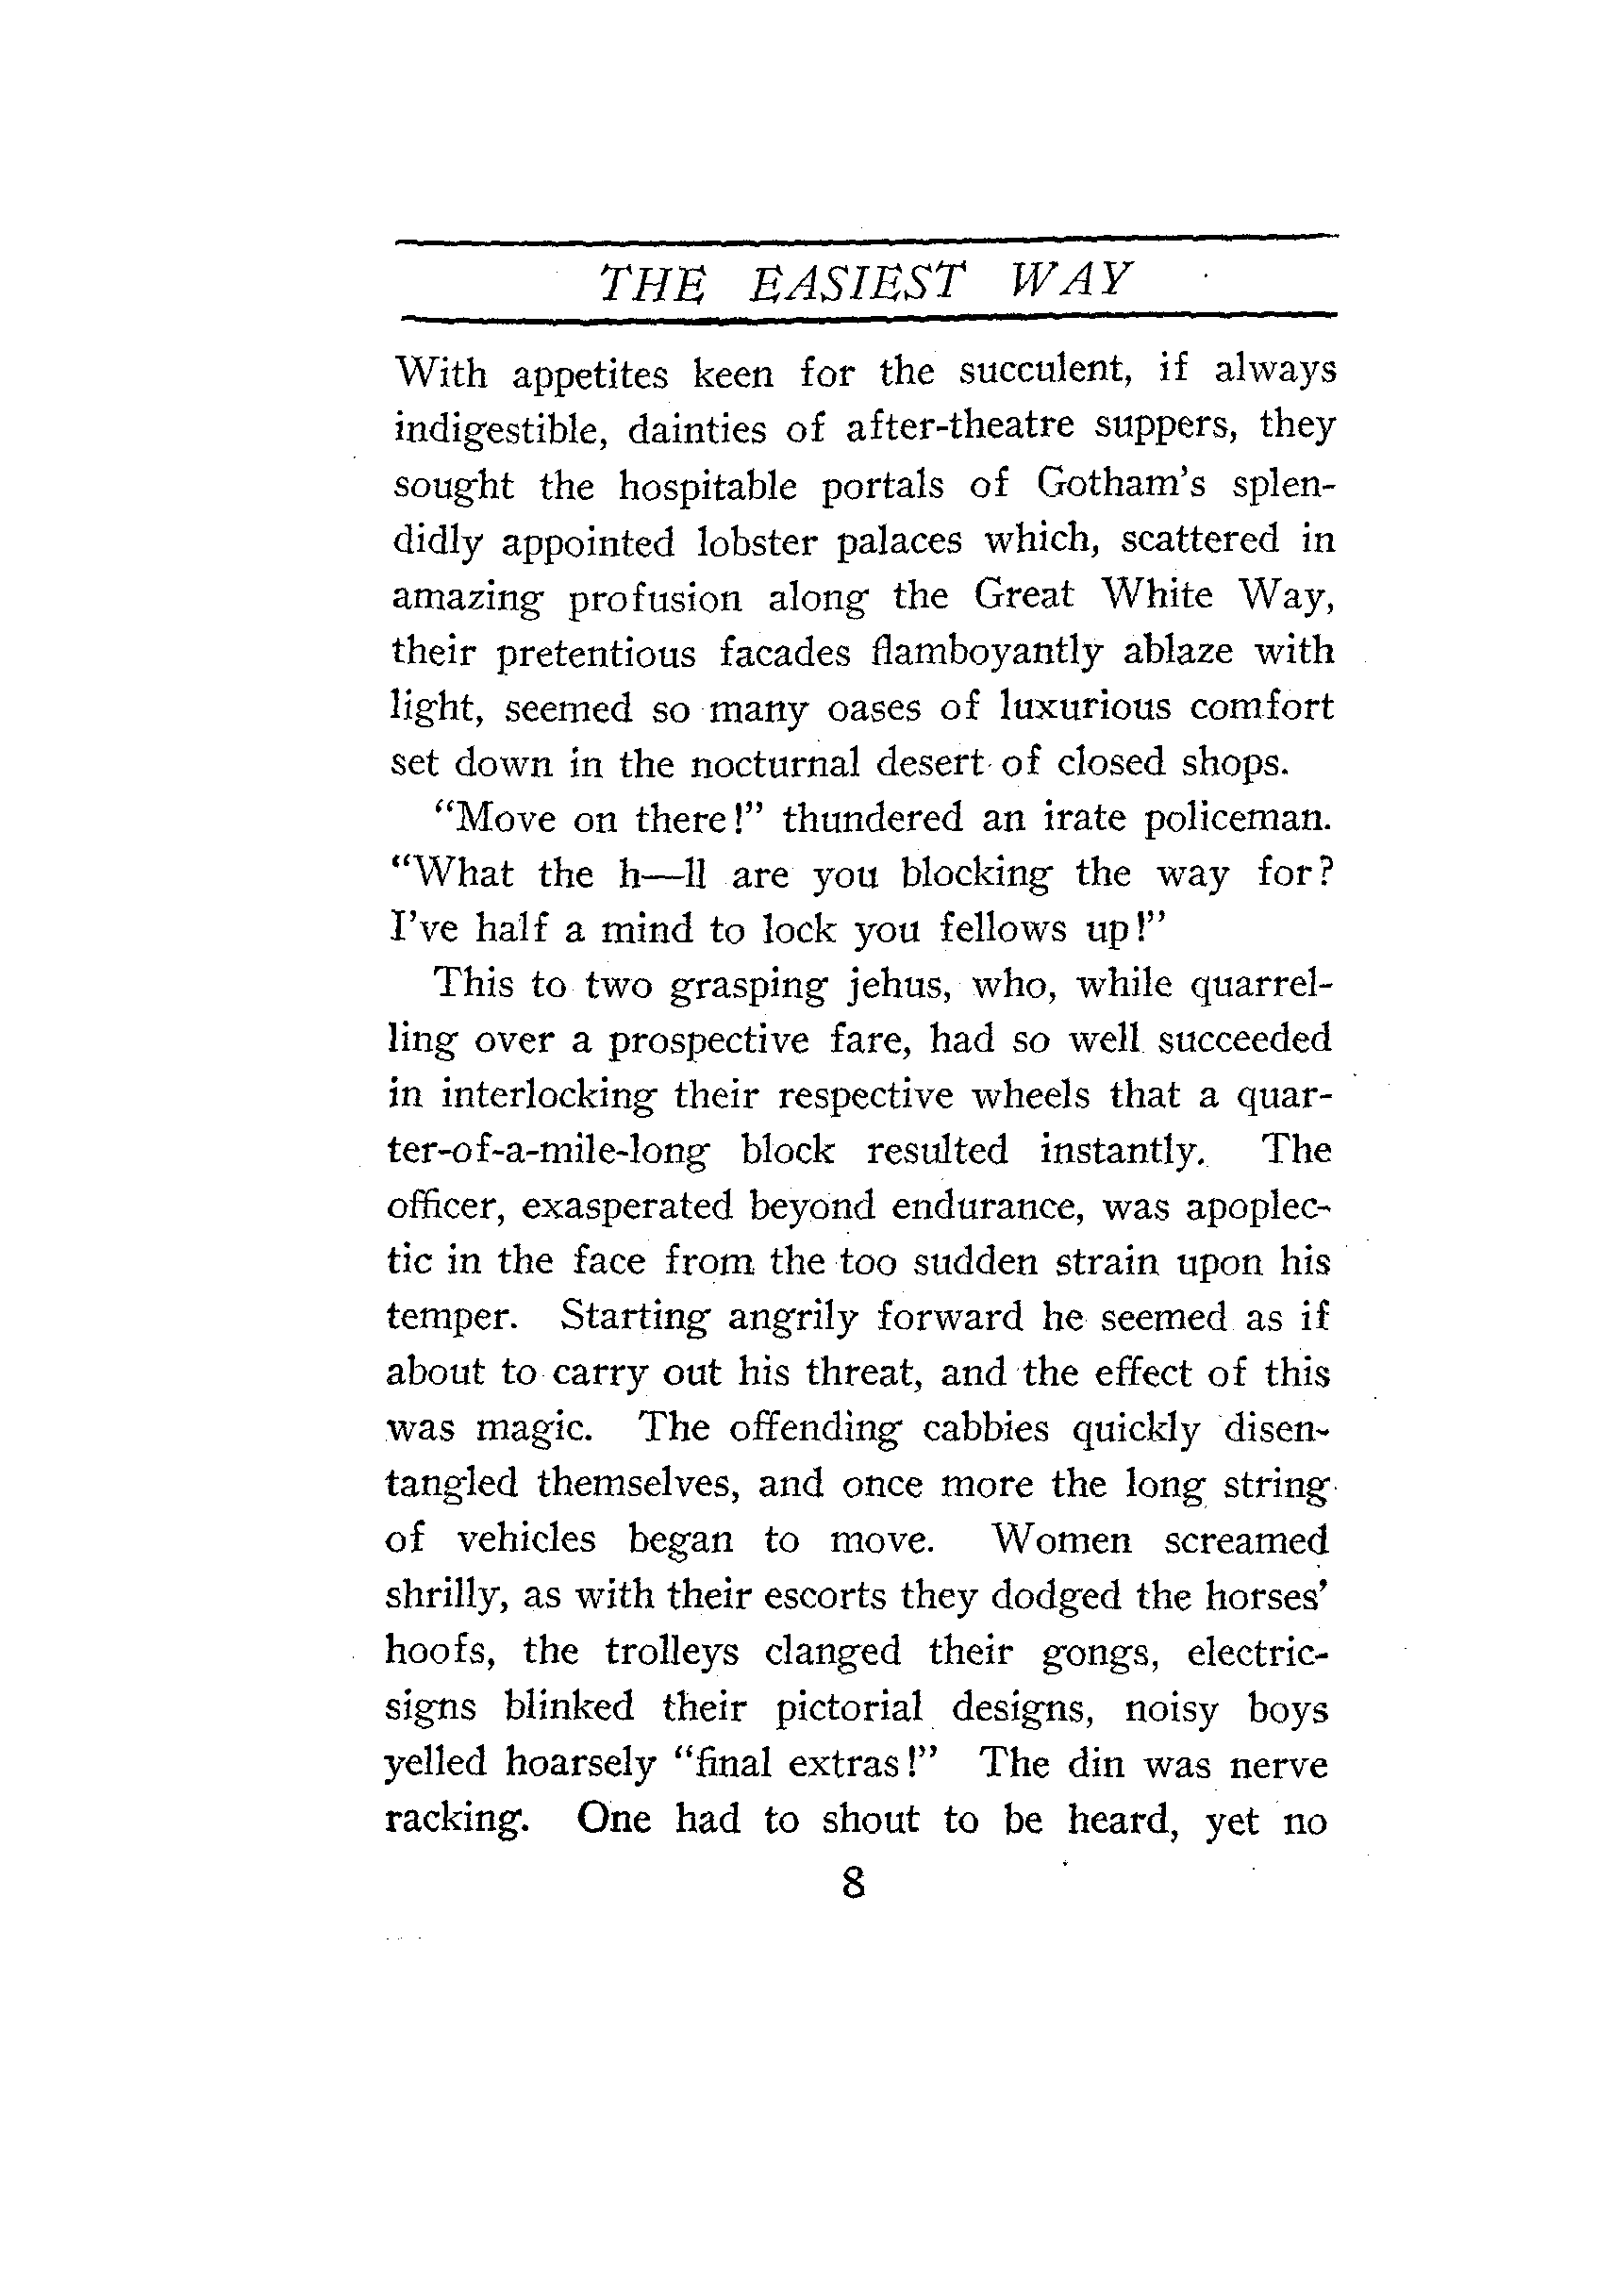 THE EASIEST WAY
With appetites keen for the succulent, if always
indigestible, dainties of after-theatre suppers, they
sought the hospitable portals of Gotham's splen-
didly appointed lobster palaces which, scattered in
amazing profusion along the Great White Way,
their pretentious facades flamboyantly ablaze with
light, seemed so many oases of luxurious comfort
set down in the nocturnal desert of closed shops.
“Move on there!” thundered an irate policeman.
“What the h—ll are you blocking the way for?
I've half a mind to lock you fellows up!”
This to two grasping jehus, who, while quarrel-
ling over a prospective fare, had so well succeeded
in interlocking their respective wheels that a quar-
ter-of-a-mile-long block resulted instantly. The
officer, exasperated beyond endurance, was apoplec-
tic in the face from the too sudden strain upon his
temper. Starting angrily forward he seemed as if
about to carry out his threat, and the effect of this
was magic. The offending cabbies quickly disen-
tangled themselves, and once more the long string
of vehicles began to move. Women screamed
shrilly, as with their escorts they dodged the horses'
hoofs, the trolleys clanged their gongs, electric-
signs blinked their pictorial designs, noisy boys
yelled hoarsely “final extras!” The din was nerve
racking. One had to shout to be heard, yet no
8